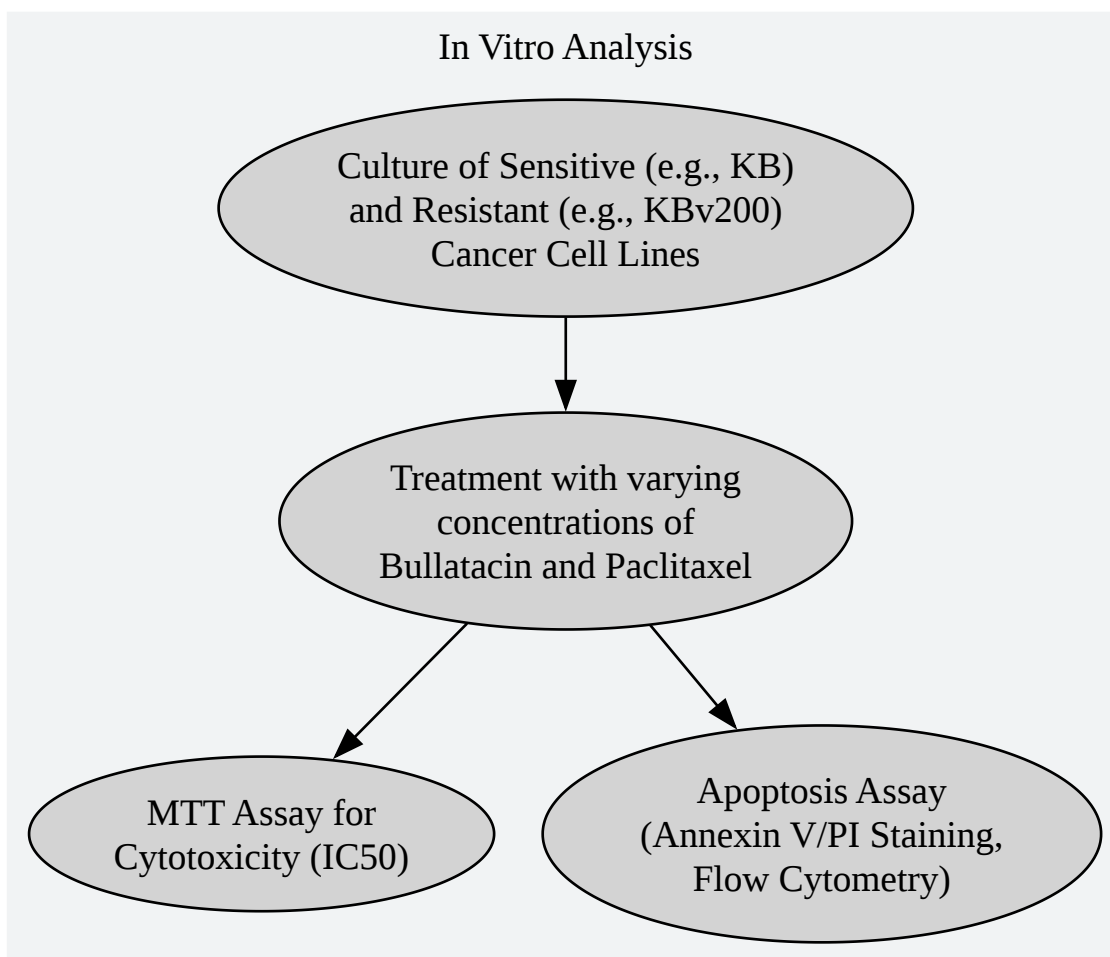 In Vitro Analysis
Culture of Sensitive (e.g., KB)
and Resistant (e.g., KBv200)
Cancer Cell Lines
Treatment with varying
concentrations of
Bullatacin and Paclitaxel
MTT Assay for
Cytotoxicity (IC50)
Apoptosis Assay
(Annexin V/PI Staining,
Flow Cytometry)